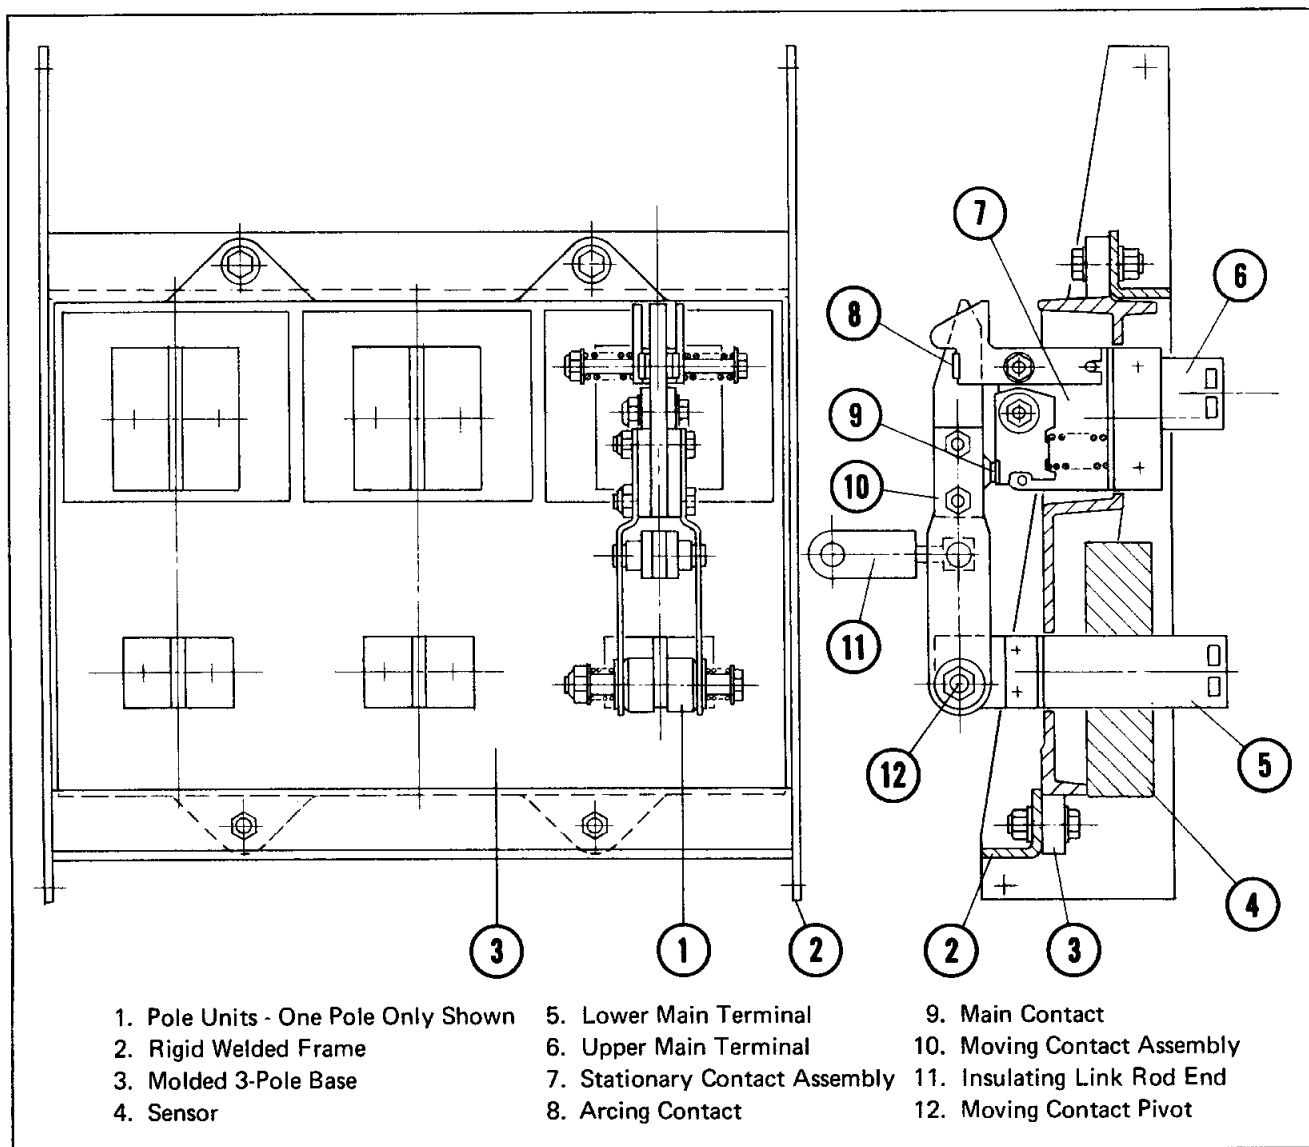 7
6
8
9
10
11
12
5
4
3
1
2
2
3
1. Pole Units - One Pole Only Shown
2. Rigid Welded Frame
3. Molded 3-Pole Base
4. Sensor
5. Lower Main Terminal
6. Upper Main Terminal
7. Stationary Contact Assembly
8. Arcing Contact
9. Main Contact
10. Moving Contact Assembly
11. Insulating Link Rod End
12. Moving Contact Pivot